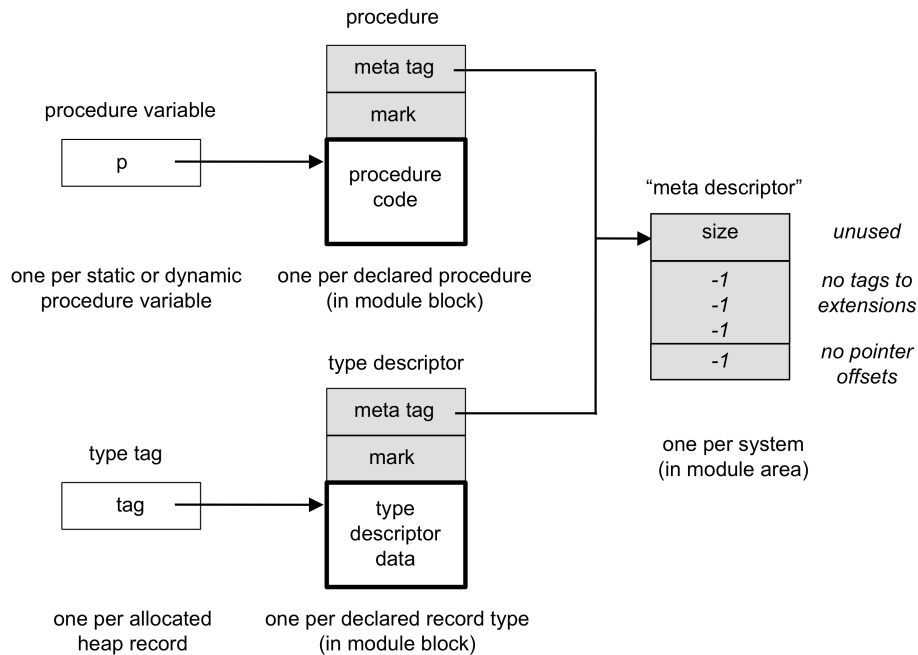 procedure
meta tag
mark
procedure variable
p
procedure
code
one per static or dynamic
procedure variable
one per declared procedure
(in module block)
“meta descriptor”
size
unused
-1
-1
-1
no tags to
extensions
-1
no pointer
offsets
one per system
(in module area)
type descriptor
meta tag
mark
type tag
tag
type
descriptor
data
one per allocated
heap record
one per declared record type
(in module block)